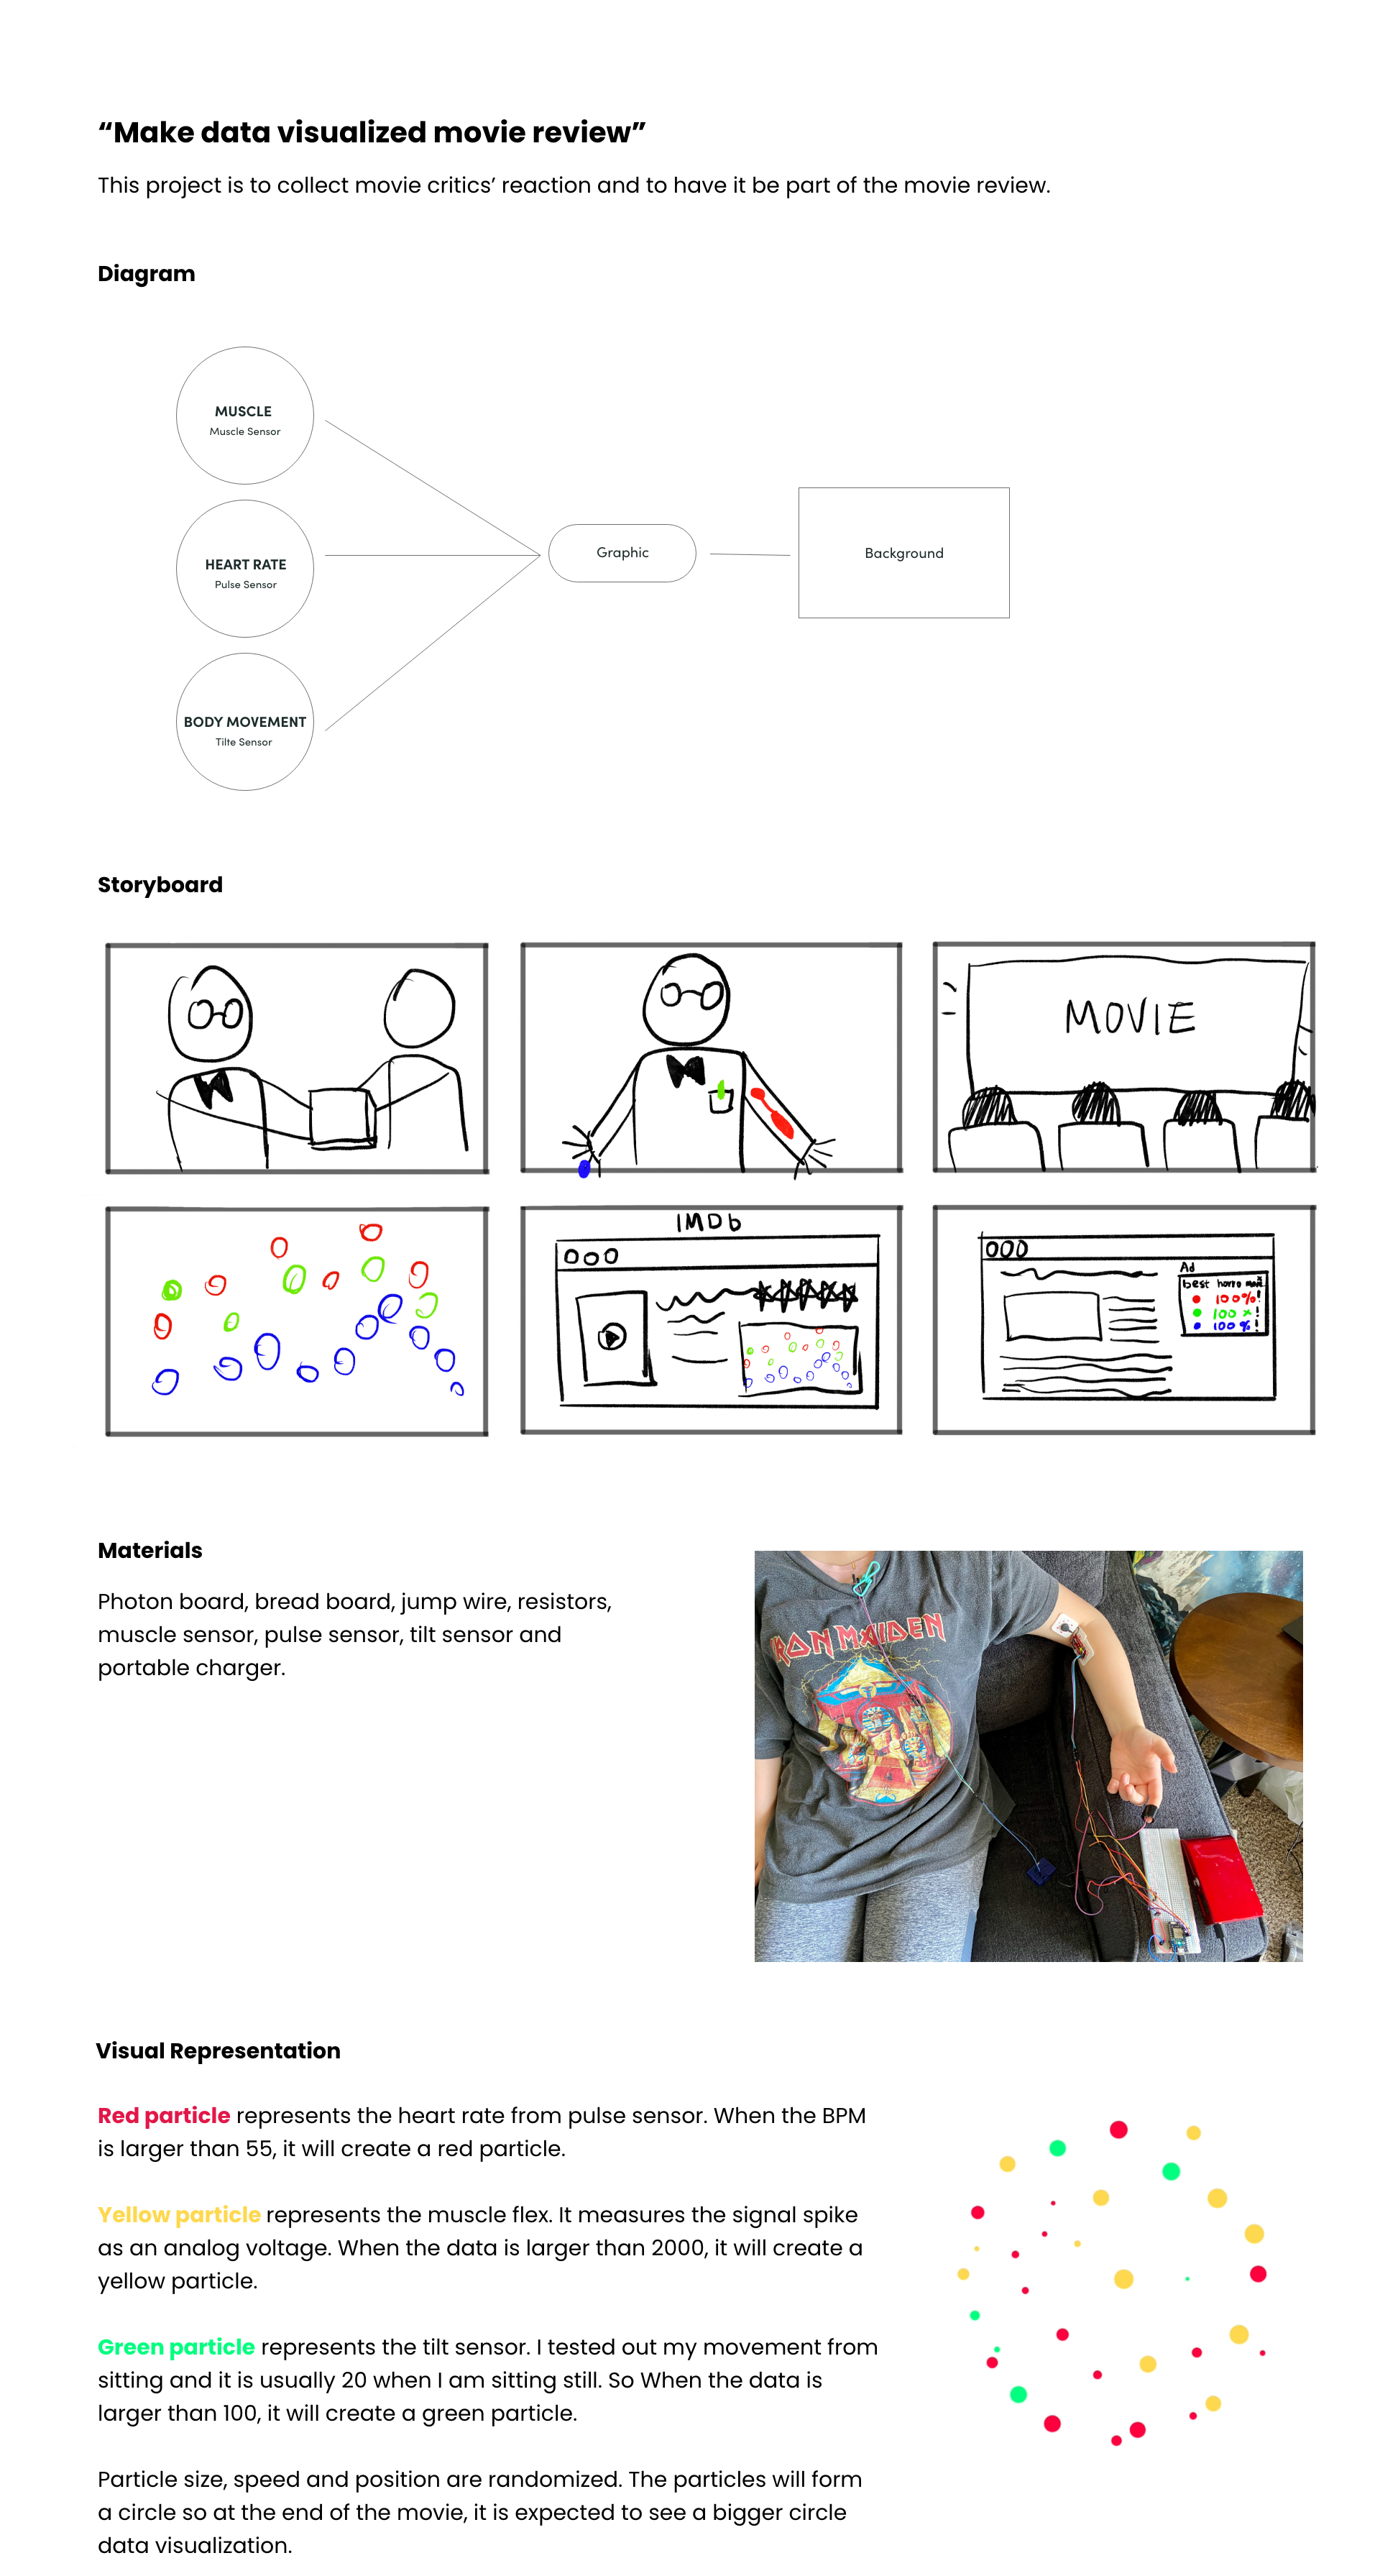 “Make data visualized movie review”
This project is to collect movie critics’ reaction and to have it be part of the movie review.
Diagram
MUSCLE
Muscle Sensor
HEART RATE
Pulse Sensor
BODY MOVEMENT
Tilte Sensor
Graphic
Background
Storyboard
MOVIE
IMDb
Ad
best horro
100%!
100
100%!
Materials
Photon board, bread board, jump wire, resistors,
muscle sensor, pulse sensor, tilt sensor and
portable charger.
IRON MAIDEN
Visual Representation
Red particle represents the heart rate from pulse sensor. When the BPM
is larger than 55, it will create a red particle.
Yellow particle represents the muscle flex. It measures the signal spike
as an analog voltage. When the data is larger than 2000, it will create a
yellow particle.
Green particle represents the tilt sensor. I tested out my movement from
sitting and it is usually 20 when I am sitting still. So When the data is
larger than 100, it will create a green particle.
Particle size, speed and position are randomized. The particles will form
a circle so at the end of the movie, it is expected to see a bigger circle
data visualization.